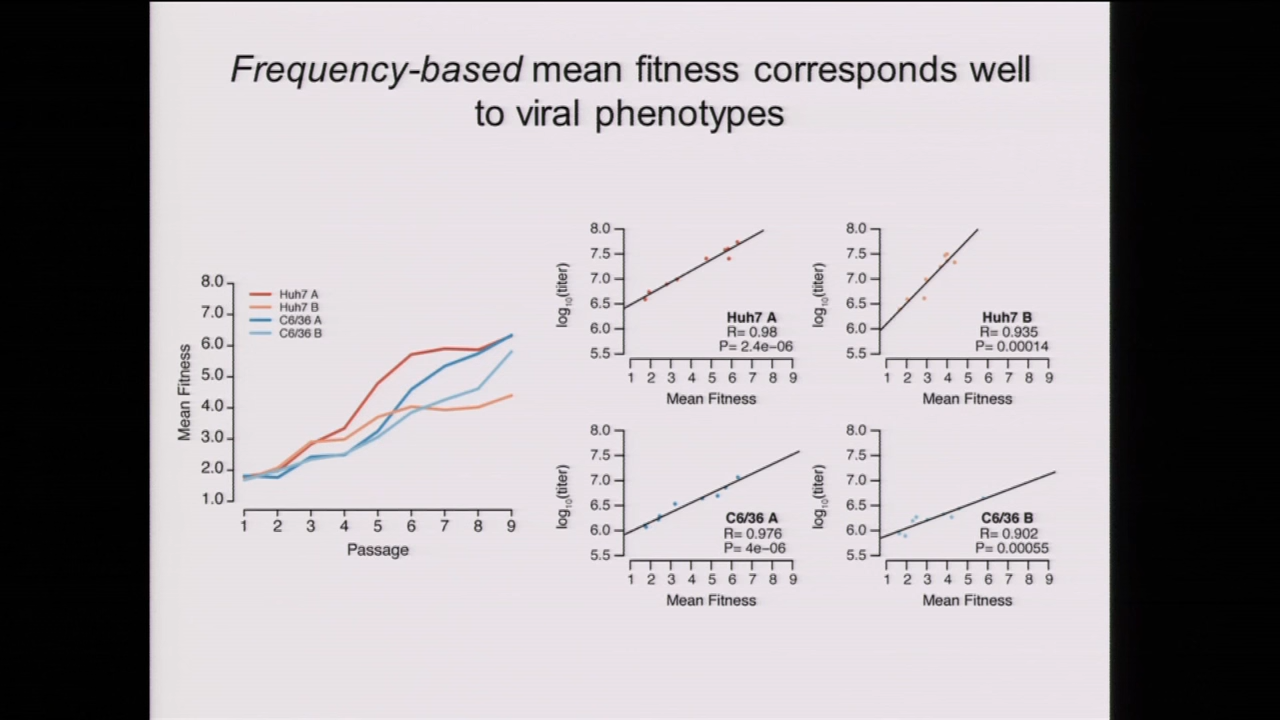 Frequency-based mean fitness corresponds well
to viral phenotypes
8.0
7.0
6.0
5.0
4.0
3.0
2.0
1.0
Mean Fitness
Huh7 A
Huh7 B
C6/36 A
C6/36 B
1 2 3 4 5 6 7 8 9
Passage
8.0
7.5
7.0
6.5
6.0
5.5
log10(titer)
Huh7 A
R= 0.98
P= 2.4e−06
1 2 3 4 5 6 7 8 9
Mean Fitness
8.0
7.5
7.0
6.5
6.0
5.5
log10(titer)
Huh7 B
R= 0.935
P= 0.00014
1 2 3 4 5 6 7 8 9
Mean Fitness
8.0
7.5
7.0
6.5
6.0
5.5
log10(titer)
C6/36 A
R= 0.976
P= 4e−06
1 2 3 4 5 6 7 8 9
Mean Fitness
8.0
7.5
7.0
6.5
6.0
5.5
log10(titer)
C6/36 B
R= 0.902
P= 0.00055
1 2 3 4 5 6 7 8 9
Mean Fitness